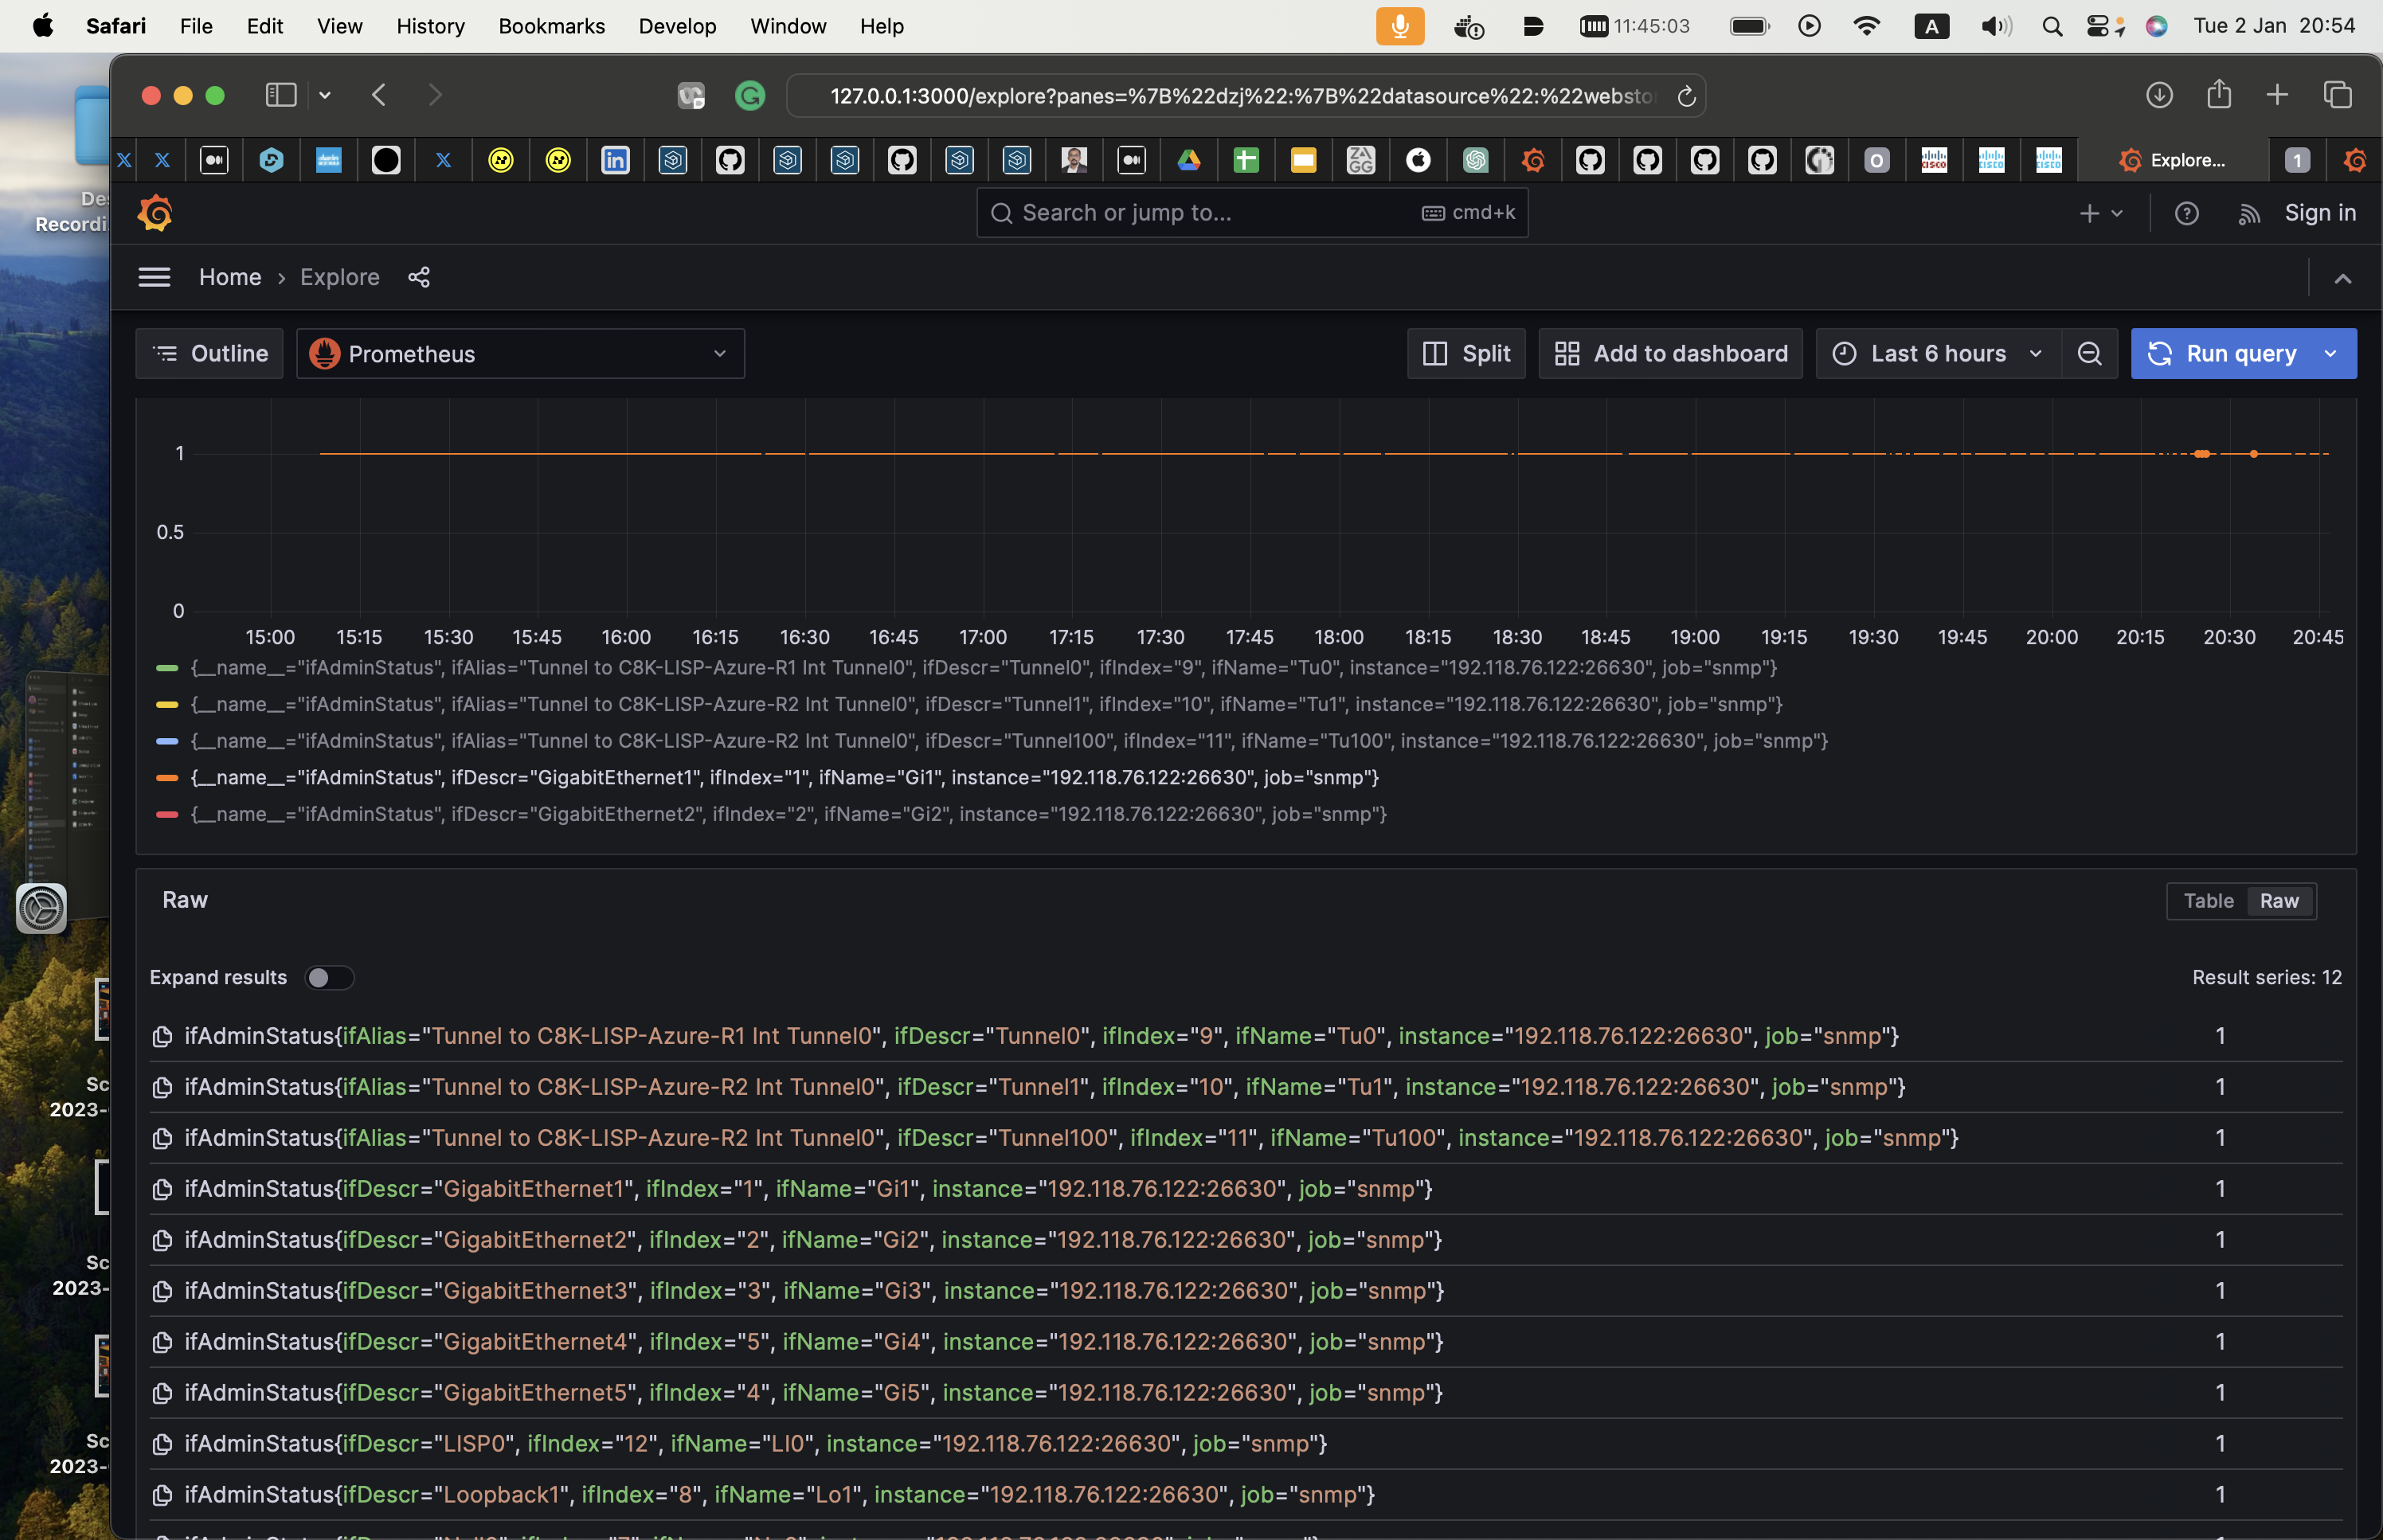 Safari File Edit View History Bookmarks Develop Window Help 11:45:03 A Tue 2 Jan 20:54
127.0.0.1:3000/explore?panes=%7B%22dzj%22:%7B%22datasource%22:%22websto
Explore...
1
Search or jump to... cmd+k Sign in
Home › Explore
Outline Prometheus Split Add to dashboard Last 6 hours Run query
1
0.5
0
15:00 15:15 15:30 15:45 16:00 16:15 16:30 16:45 17:00 17:15 17:30 17:45 18:00 18:15 18:30 18:45 19:00 19:15 19:30 19:45 20:00 20:15 20:30 20:45
{__name__="ifAdminStatus", ifAlias="Tunnel to C8K-LISP-Azure-R1 Int Tunnel0", ifDescr="Tunnel0", ifIndex="9", ifName="Tu0", instance="192.118.76.122:26630", job="snmp"}
{__name__="ifAdminStatus", ifAlias="Tunnel to C8K-LISP-Azure-R2 Int Tunnel0", ifDescr="Tunnel1", ifIndex="10", ifName="Tu1", instance="192.118.76.122:26630", job="snmp"}
{__name__="ifAdminStatus", ifAlias="Tunnel to C8K-LISP-Azure-R2 Int Tunnel0", ifDescr="Tunnel100", ifIndex="11", ifName="Tu100", instance="192.118.76.122:26630", job="snmp"}
{__name__="ifAdminStatus", ifDescr="GigabitEthernet1", ifIndex="1", ifName="Gi1", instance="192.118.76.122:26630", job="snmp"}
{__name__="ifAdminStatus", ifDescr="GigabitEthernet2", ifIndex="2", ifName="Gi2", instance="192.118.76.122:26630", job="snmp"}
Raw Table Raw
Expand results Result series: 12
ifAdminStatus{ifAlias="Tunnel to C8K-LISP-Azure-R1 Int Tunnel0", ifDescr="Tunnel0", ifIndex="9", ifName="Tu0", instance="192.118.76.122:26630", job="snmp"} 1
ifAdminStatus{ifAlias="Tunnel to C8K-LISP-Azure-R2 Int Tunnel0", ifDescr="Tunnel1", ifIndex="10", ifName="Tu1", instance="192.118.76.122:26630", job="snmp"} 1
ifAdminStatus{ifAlias="Tunnel to C8K-LISP-Azure-R2 Int Tunnel0", ifDescr="Tunnel100", ifIndex="11", ifName="Tu100", instance="192.118.76.122:26630", job="snmp"} 1
ifAdminStatus{ifDescr="GigabitEthernet1", ifIndex="1", ifName="Gi1", instance="192.118.76.122:26630", job="snmp"} 1
ifAdminStatus{ifDescr="GigabitEthernet2", ifIndex="2", ifName="Gi2", instance="192.118.76.122:26630", job="snmp"} 1
ifAdminStatus{ifDescr="GigabitEthernet3", ifIndex="3", ifName="Gi3", instance="192.118.76.122:26630", job="snmp"} 1
ifAdminStatus{ifDescr="GigabitEthernet4", ifIndex="5", ifName="Gi4", instance="192.118.76.122:26630", job="snmp"} 1
ifAdminStatus{ifDescr="GigabitEthernet5", ifIndex="4", ifName="Gi5", instance="192.118.76.122:26630", job="snmp"} 1
ifAdminStatus{ifDescr="LISP0", ifIndex="12", ifName="LI0", instance="192.118.76.122:26630", job="snmp"} 1
ifAdminStatus{ifDescr="Loopback1", ifIndex="8", ifName="Lo1", instance="192.118.76.122:26630", job="snmp"} 1